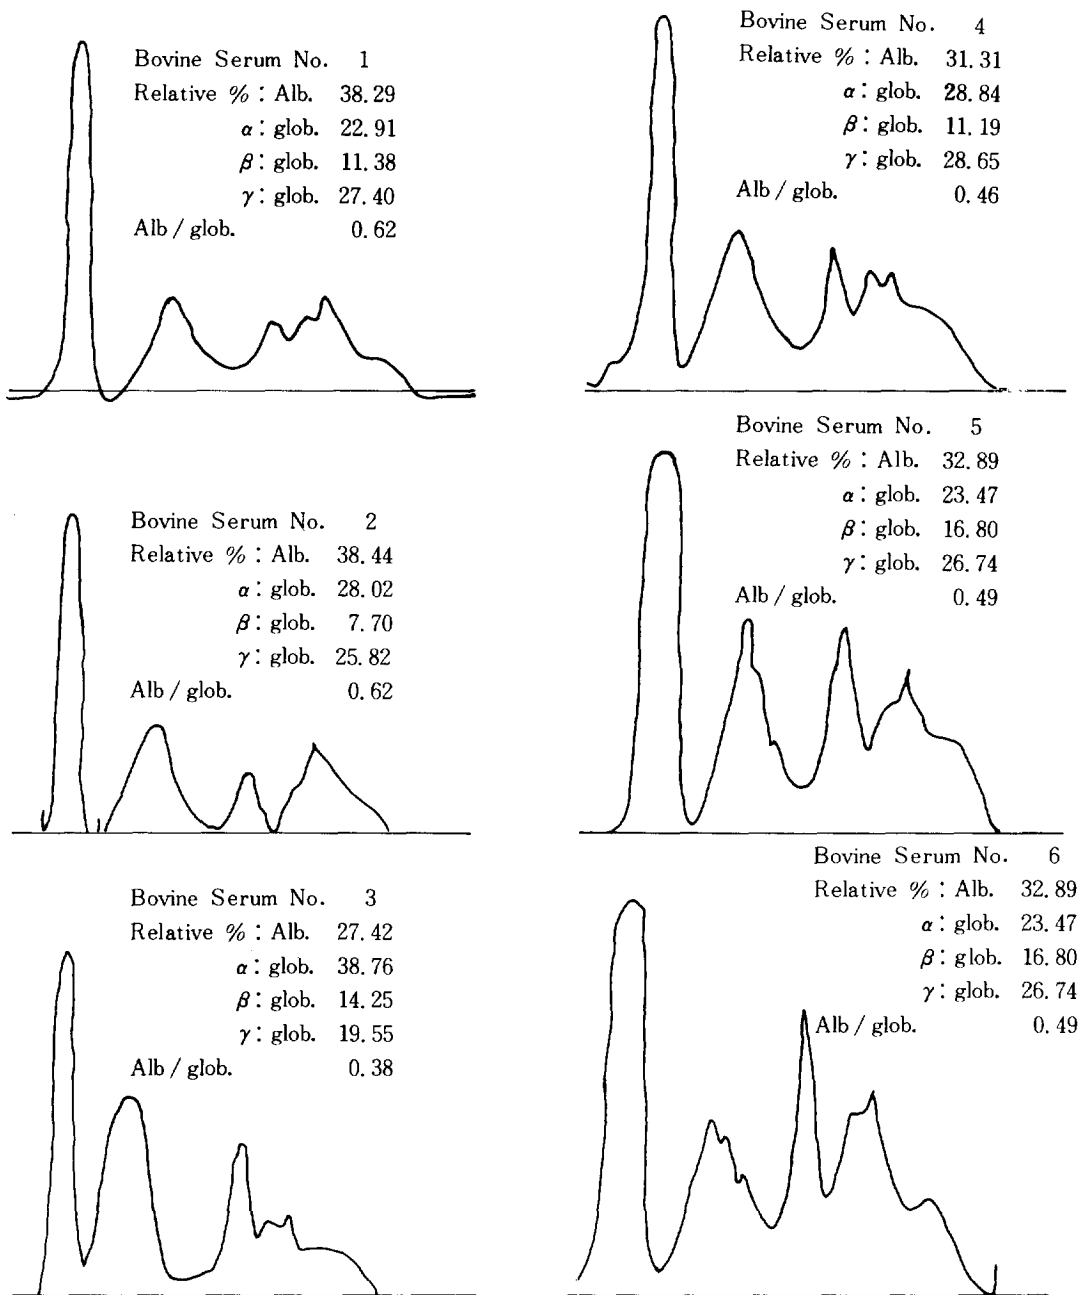 Bovine Serum No. 1
Relative % : Alb. 38.29
α : glob. 22.91
β : glob. 11.38
γ : glob. 27.40
Alb / glob. 0.62
Bovine Serum No. 2
Relative % : Alb. 38.44
α : glob. 28.02
β : glob. 7.70
γ : glob. 25.82
Alb / glob. 0.62
Bovine Serum No. 3
Relative % : Alb. 27.42
α : glob. 38.76
β : glob. 14.25
γ : glob. 19.55
Alb / glob. 0.38
Bovine Serum No. 4
Relative % : Alb. 31.31
α : glob. 28.84
β : glob. 11.19
γ : glob. 28.65
Alb / glob. 0.46
Bovine Serum No. 5
Relative % : Alb. 32.89
α : glob. 23.47
β : glob. 16.80
γ : glob. 26.74
Alb / glob. 0.49
Bovine Serum No. 6
Relative % : Alb. 32.89
α : glob. 23.47
β : glob. 16.80
γ : glob. 26.74
Alb / glob. 0.49